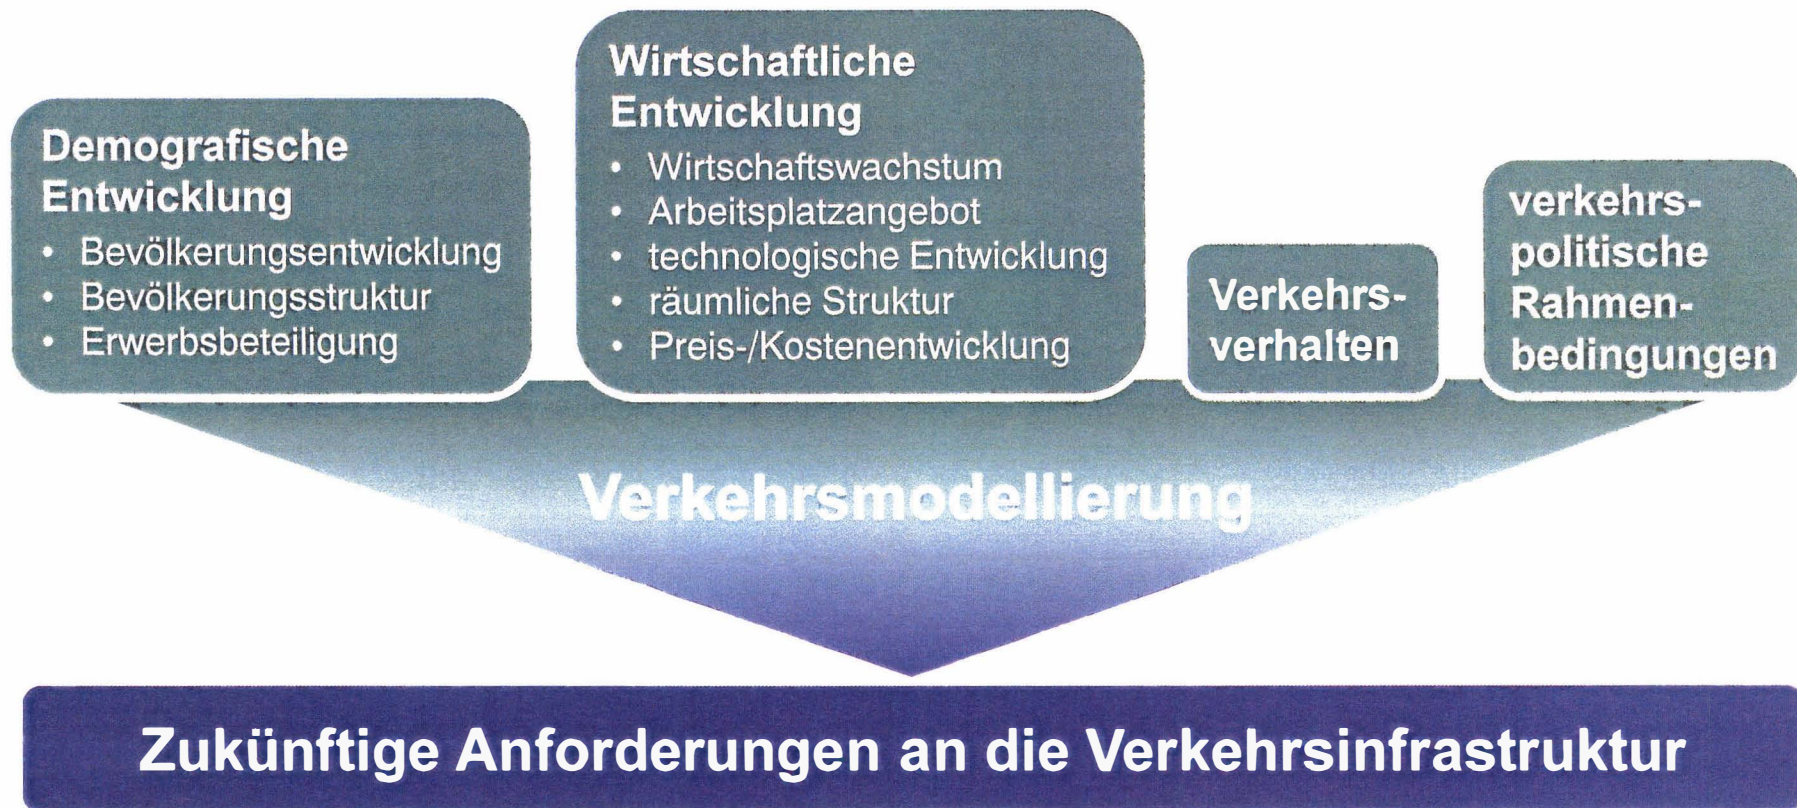 Demografische
Entwicklung
• Bevölkerungsentwicklung
• Bevölkerungsstruktur
• Erwerbsbeteiligung
Wirtschaftliche
Entwicklung
• Wirtschaftswachstum
• Arbeitsplatzangebot
• technologische Entwicklung
• räumliche Struktur
• Preis-/Kostenentwicklung
Verkehrs-
verhalten
verkehrs-
politische
Rahmen-
bedingungen
Verkehrsmodellierung
Zukünftige Anforderungen an die Verkehrsinfrastruktur